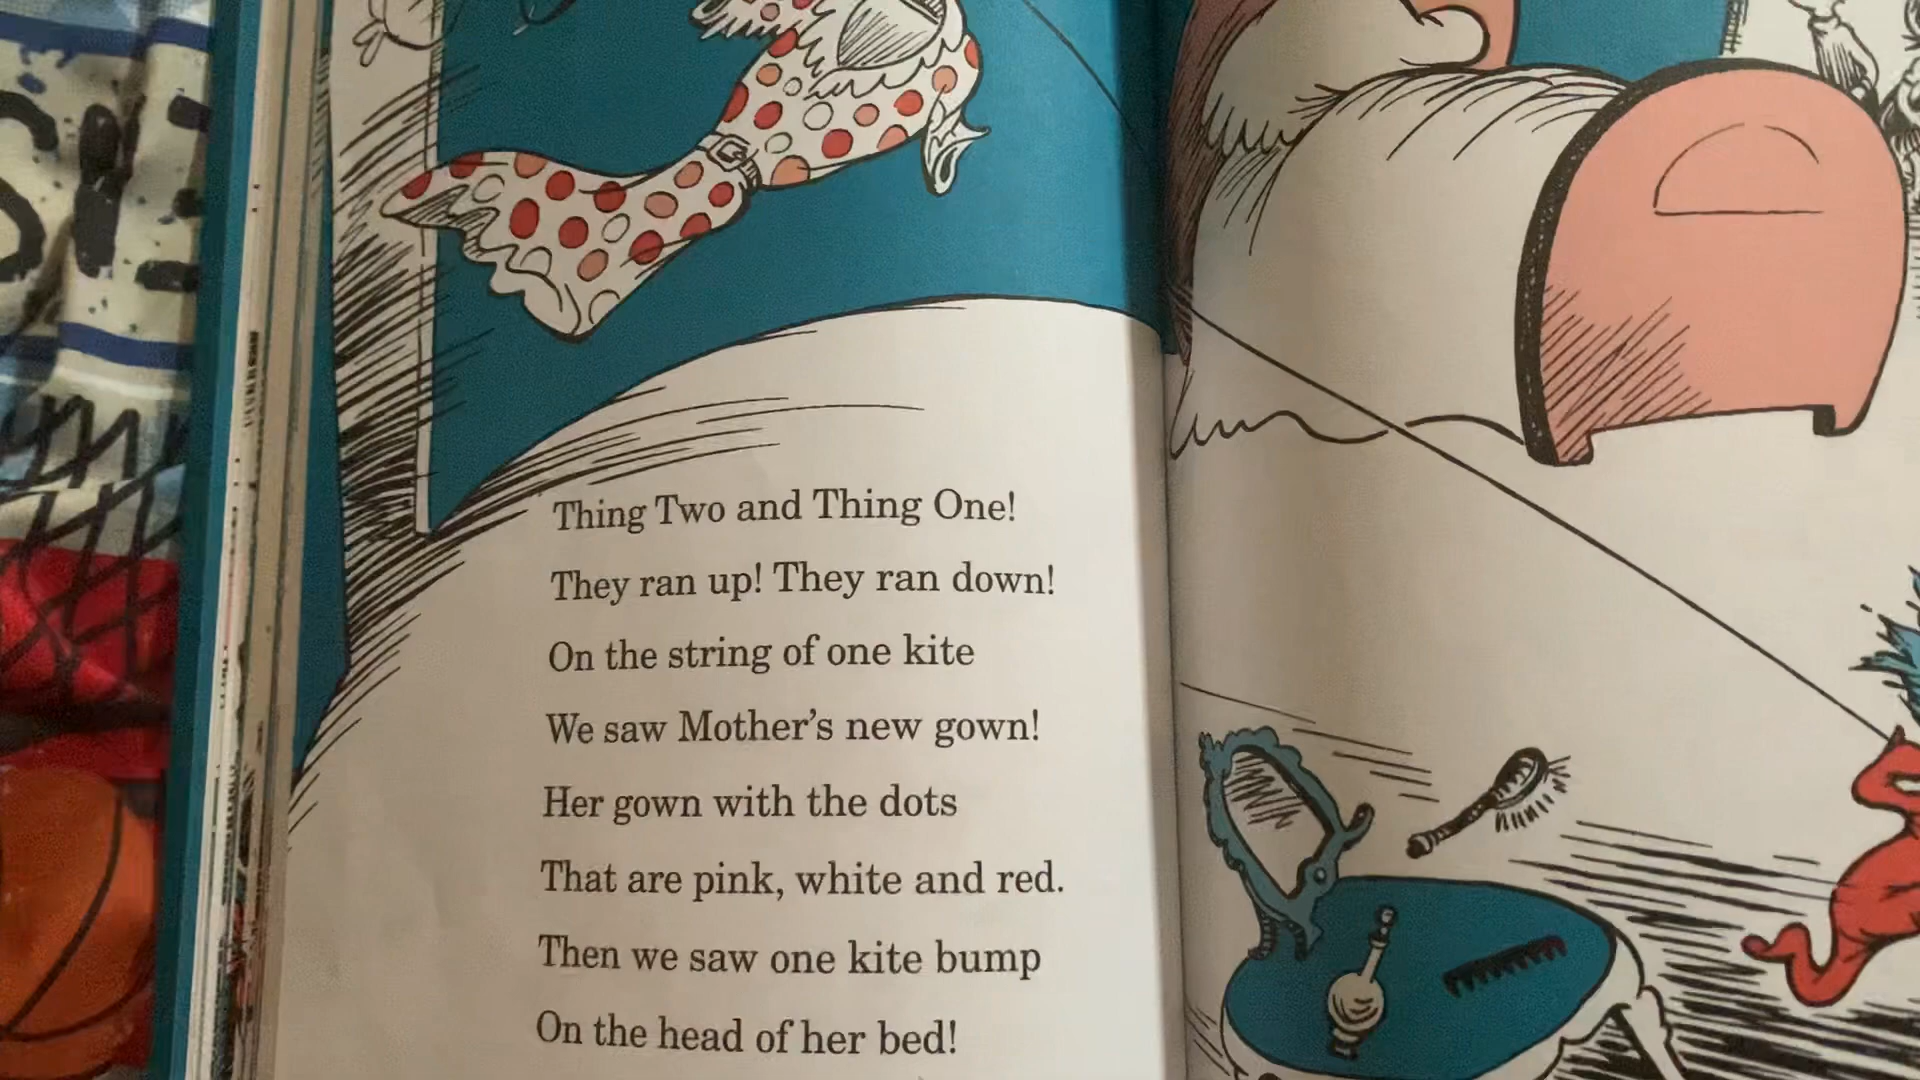 Thing Two and Thing One!
They ran up! They ran down!
On the string of one kite
We saw Mother's new gown!
Her gown with the dots
That are pink, white and red.
Then we saw one kite bump
On the head of her bed!